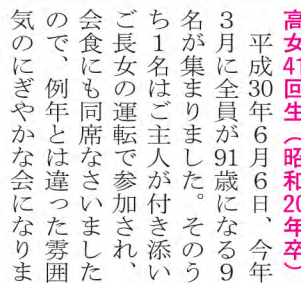 高女41回生（昭和20年卒）
平成30年6月6日、今年
3月に全員が91歳になる9
名が集まりました。そのう
ち1名はご主人が付き添い
ご長女の運転で参加され、
会食にも同席なさいました
ので、例年とは違った雰囲
気のにぎやかな会になりま